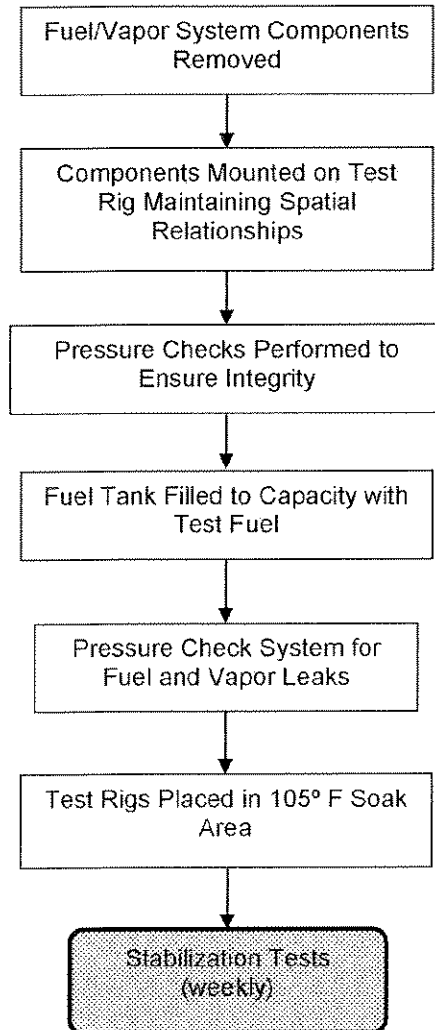 Fuel/Vapor System Components
Removed
Components Mounted on Test
Rig Maintaining Spatial
Relationships
Pressure Checks Performed to
Ensure Integrity
Fuel Tank Filled to Capacity with
Test Fuel
Pressure Check System for
Fuel and Vapor Leaks
Test Rigs Placed in 105º F Soak
Area
Stabilization Tests
(weekly)